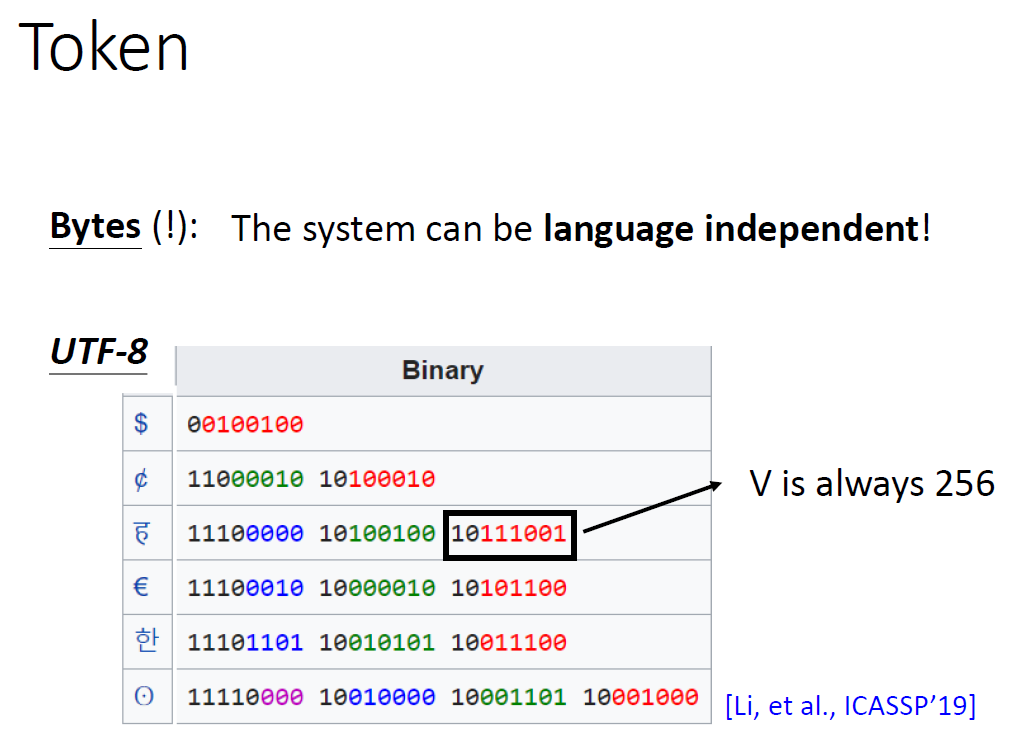 Token
Bytes (!): The system can be language independent!
UTF-8
Binary
$ 00100100
¢ 11000010 10100010
ह 11100000 10100100 10111001
V is always 256
€ 11100010 10000010 10101100
한 11101101 10010101 10011100
𐍈 11110000 10010000 10001101 10001000
[Li, et al., ICASSP’19]